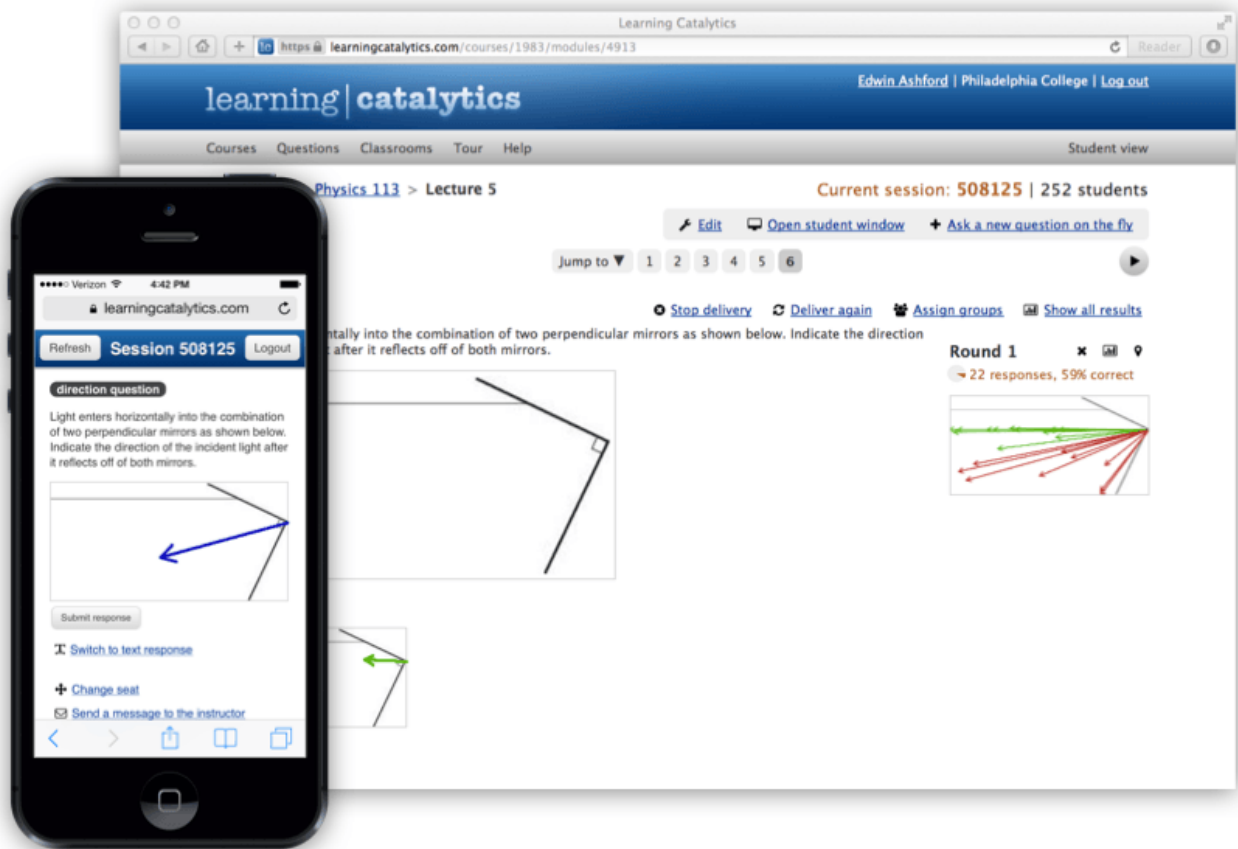 Learning Catalytics
https learningcatalytics.com/courses/1983/modules/4913
Reader
learning|catalytics
Edwin Ashford | Philadelphia College | Log out
Courses Questions Classrooms Tour Help
Student view
Physics 113 > Lecture 5
Current session: 508125 | 252 students
Edit Open student window Ask a new question on the fly
Jump to ▼ 1 2 3 4 5 6
Stop delivery Deliver again Assign groups Show all results
ntally into the combination of two perpendicular mirrors as shown below. Indicate the direction
t after it reflects off of both mirrors.
Round 1
22 responses, 59% correct
Verizon 4:42 PM
learningcatalytics.com
Refresh Session 508125 Logout
direction question
Light enters horizontally into the combination
of two perpendicular mirrors as shown below.
Indicate the direction of the incident light after
it reflects off of both mirrors.
Submit response
Switch to text response
Change seat
Send a message to the instructor